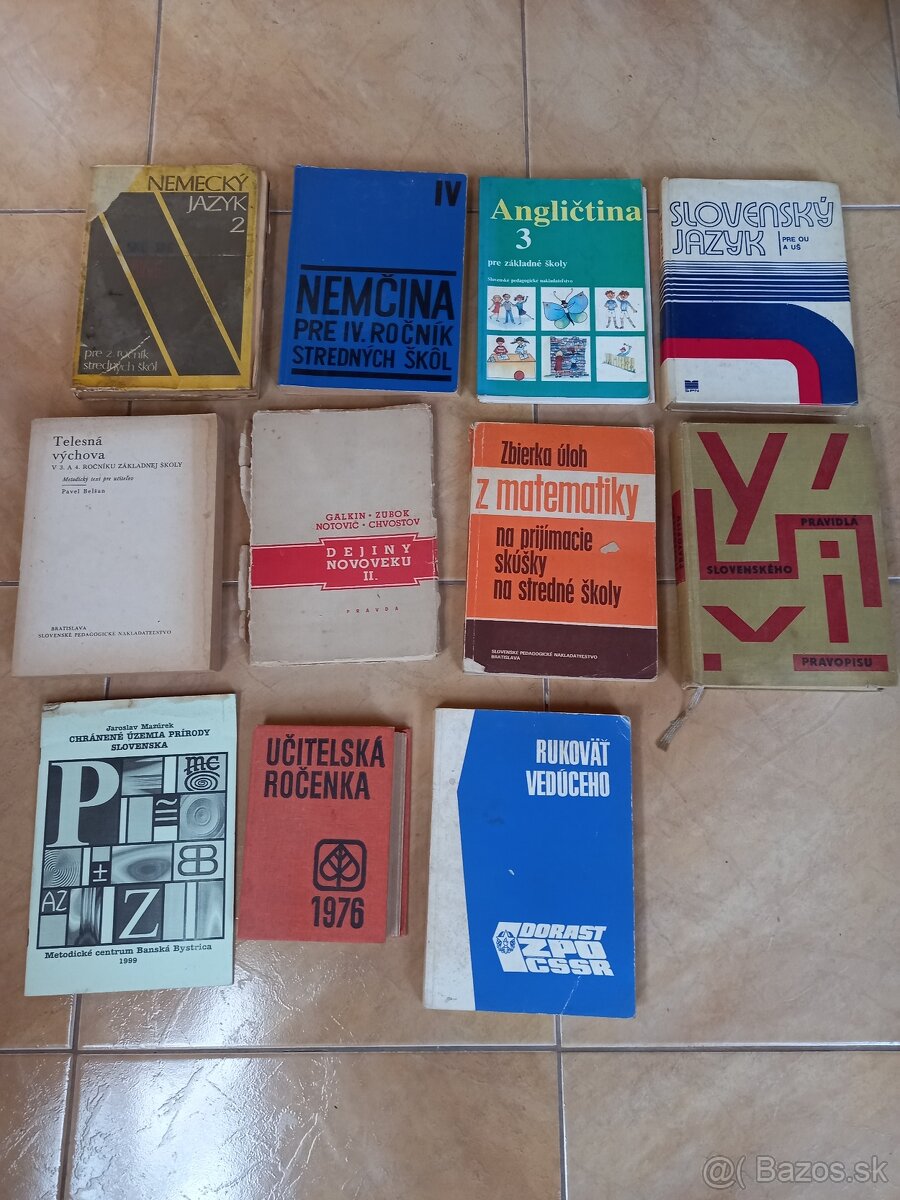 NEMECKÝ
JAZYK
2
pre 2. ročník
stredných škôl
IV
NEMČINA
PRE IV. ROČNÍK
STREDNÝCH ŠKÔL
Angličtina
3
pre základné školy
Slovenské pedagogické nakladateľstvo
SLOVENSKÝ
JAZYK
PRE OU
A UŠ
SPN
Telesná
výchova
V 3. A 4. ROČNÍKU ZÁKLADNEJ ŠKOLY
Metodický text pre učiteľov
Pavel Belšan
BRATISLAVA
SLOVENSKÉ PEDAGOGICKÉ NAKLADATEĽSTVO
GALKIN · ZUBOK
NOTOVIČ · CHVOSTOV
DEJINY
NOVOVEKU
II.
PRAVDA
Zbierka úloh
z matematiky
na prijímacie
skúšky
na stredné školy
SLOVENSKÉ PEDAGOGICKÉ NAKLADATEĽSTVO
BRATISLAVA
PRAVIDLA
SLOVENSKÉHO
PRAVOPISU
Jaroslav Mazúrek
CHRÁNENÉ ÚZEMIA PRÍRODY
SLOVENSKA
P
MC
±
AZ
Z
Metodické centrum Banská Bystrica
1999
UČITEĽSKÁ
ROČENKA
1976
RUKOVÄŤ
VEDÚCEHO
DORAST
ZPO
ČSSR
@( Bazos.sk